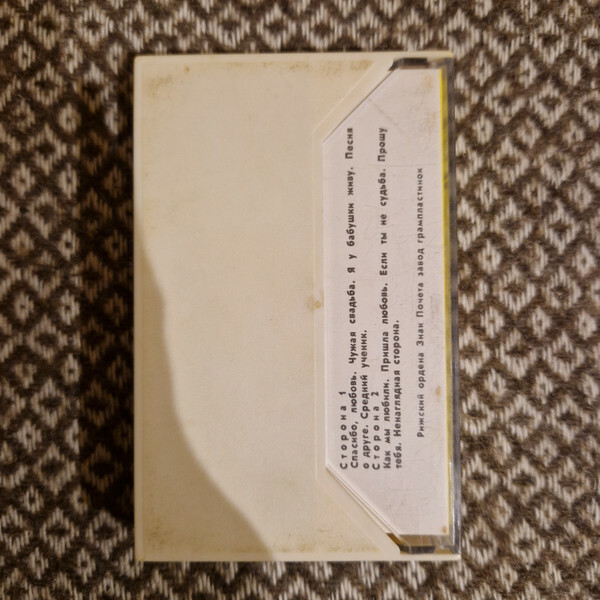 Сторона 1
Спасибо, любовь. Чужая свадьба. Я у бабушки живу. Песня
о друге. Средний ученик.
Сторона 2
Как мы любили. Пришла любовь. Если ты не судьба. Прошу
тебя. Ненаглядная сторона.
Рижский ордена Знак Почета завод грампластинок